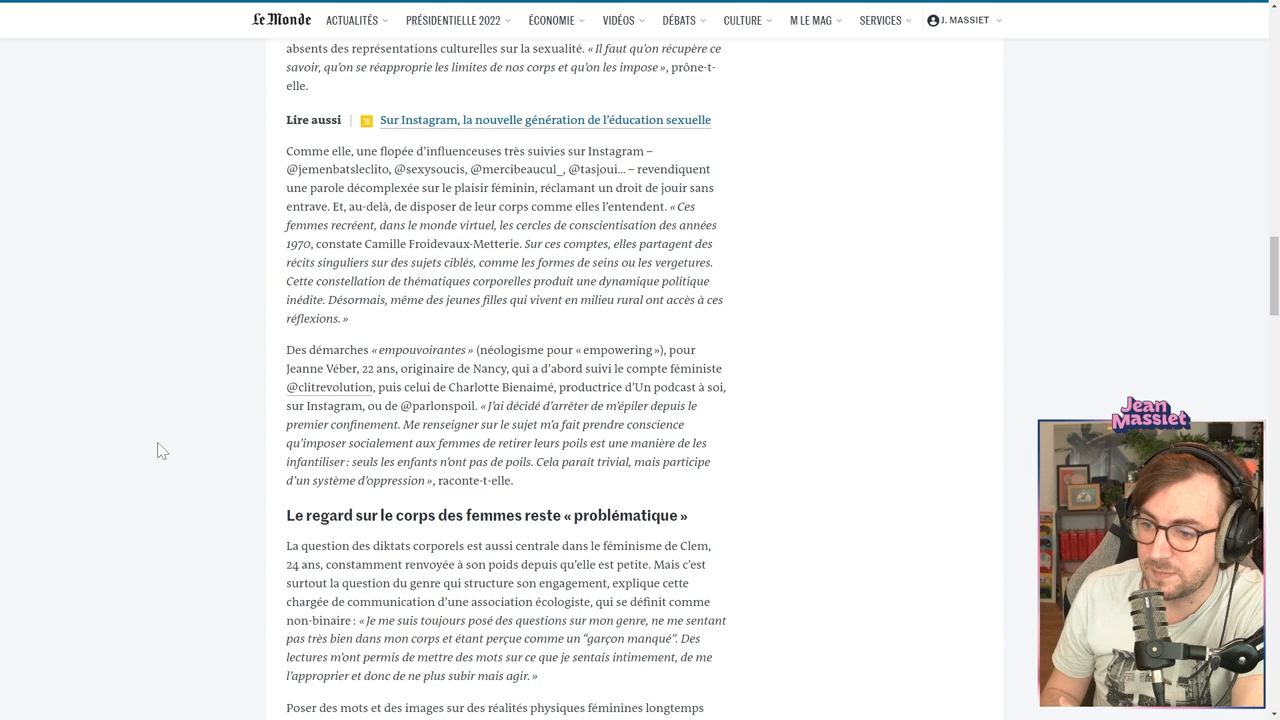 Le Monde ACTUALITÉS PRÉSIDENTIELLE 2022 ÉCONOMIE VIDÉOS DÉBATS CULTURE M LE MAG SERVICES J. MASSIET
absents des représentations culturelles sur la sexualité. « Il faut qu’on récupère ce
savoir, qu’on se réapproprie les limites de nos corps et qu’on les impose », prône-t-
elle.
Lire aussi | Sur Instagram, la nouvelle génération de l’éducation sexuelle
Comme elle, une flopée d’influenceuses très suivies sur Instagram –
@jemenbatsleclito, @sexysoucis, @mercibeaucul_, @tasjoui… – revendiquent
une parole décomplexée sur le plaisir féminin, réclamant un droit de jouir sans
entrave. Et, au-delà, de disposer de leur corps comme elles l’entendent. « Ces
femmes recréent, dans le monde virtuel, les cercles de conscientisation des années
1970, constate Camille Froidevaux-Metterie. Sur ces comptes, elles partagent des
récits singuliers sur des sujets ciblés, comme les formes de seins ou les vergetures.
Cette constellation de thématiques corporelles produit une dynamique politique
inédite. Désormais, même des jeunes filles qui vivent en milieu rural ont accès à ces
réflexions. »
Des démarches « empouvoirantes » (néologisme pour « empowering »), pour
Jeanne Véber, 22 ans, originaire de Nancy, qui a d’abord suivi le compte féministe
@clitrevolution, puis celui de Charlotte Bienaimé, productrice d’Un podcast à soi,
sur Instagram, ou de @parlonspoil. « J’ai décidé d’arrêter de m’épiler depuis le
premier confinement. Me renseigner sur le sujet m’a fait prendre conscience
qu’imposer socialement aux femmes de retirer leurs poils est une manière de les
infantiliser : seuls les enfants n’ont pas de poils. Cela paraît trivial, mais participe
d’un système d’oppression », raconte-t-elle.
Le regard sur le corps des femmes reste « problématique »
La question des diktats corporels est aussi centrale dans le féminisme de Clem,
24 ans, constamment renvoyée à son poids depuis qu’elle est petite. Mais c’est
surtout la question du genre qui structure son engagement, explique cette
chargée de communication d’une association écologiste, qui se définit comme
non-binaire : « Je me suis toujours posé des questions sur mon genre, ne me sentant
pas très bien dans mon corps et étant perçue comme un “garçon manqué”. Des
lectures m’ont permis de mettre des mots sur ce que je sentais intimement, de me
l’approprier et donc de ne plus subir mais agir. »
Poser des mots et des images sur des réalités physiques féminines longtemps
Jean
Massiet